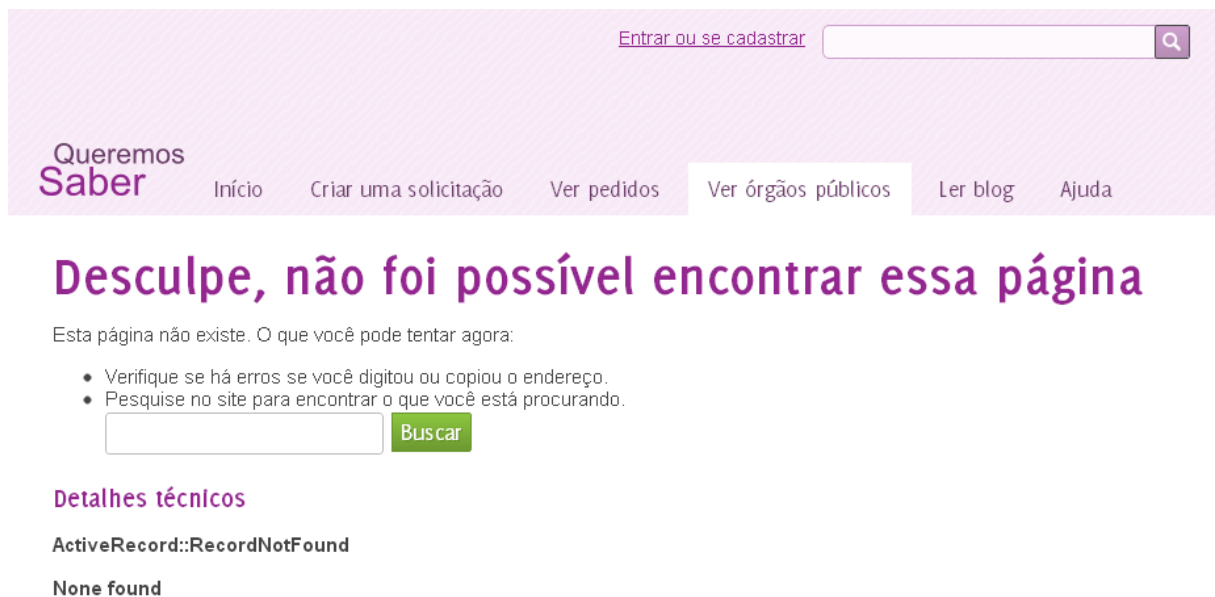 Entrar ou se cadastrar
Queremos
Saber
Início Criar uma solicitação Ver pedidos Ver órgãos públicos Ler blog Ajuda
Desculpe, não foi possível encontrar essa página
Esta página não existe. O que você pode tentar agora:
Verifique se há erros se você digitou ou copiou o endereço.
Pesquise no site para encontrar o que você está procurando.
Buscar
Detalhes técnicos
ActiveRecord::RecordNotFound
None found